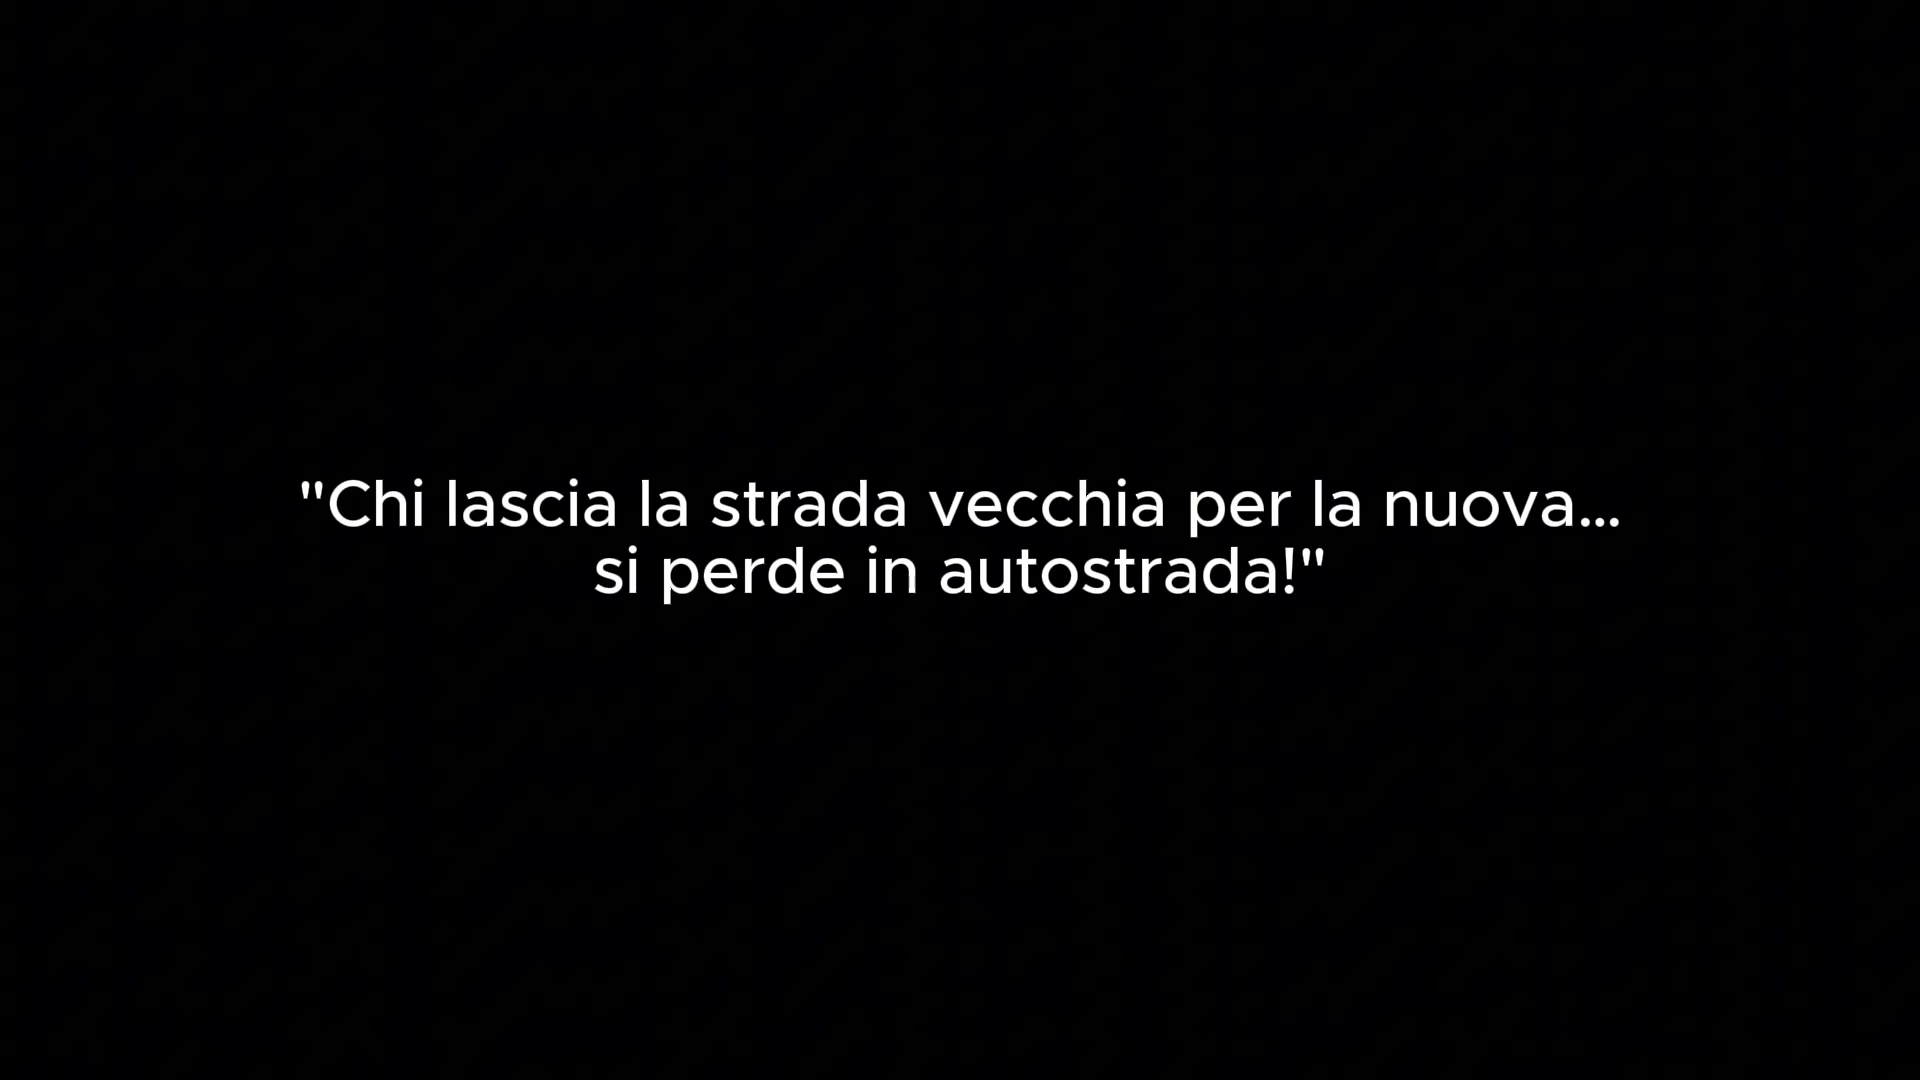 "Chi lascia la strada vecchia per la nuova...
si perde in autostrada!"